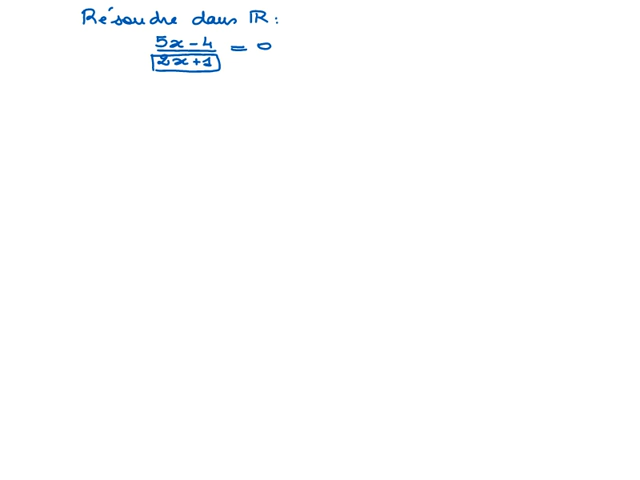 Résoudre dans ℝ:
5x - 4
2x + 1 = 0